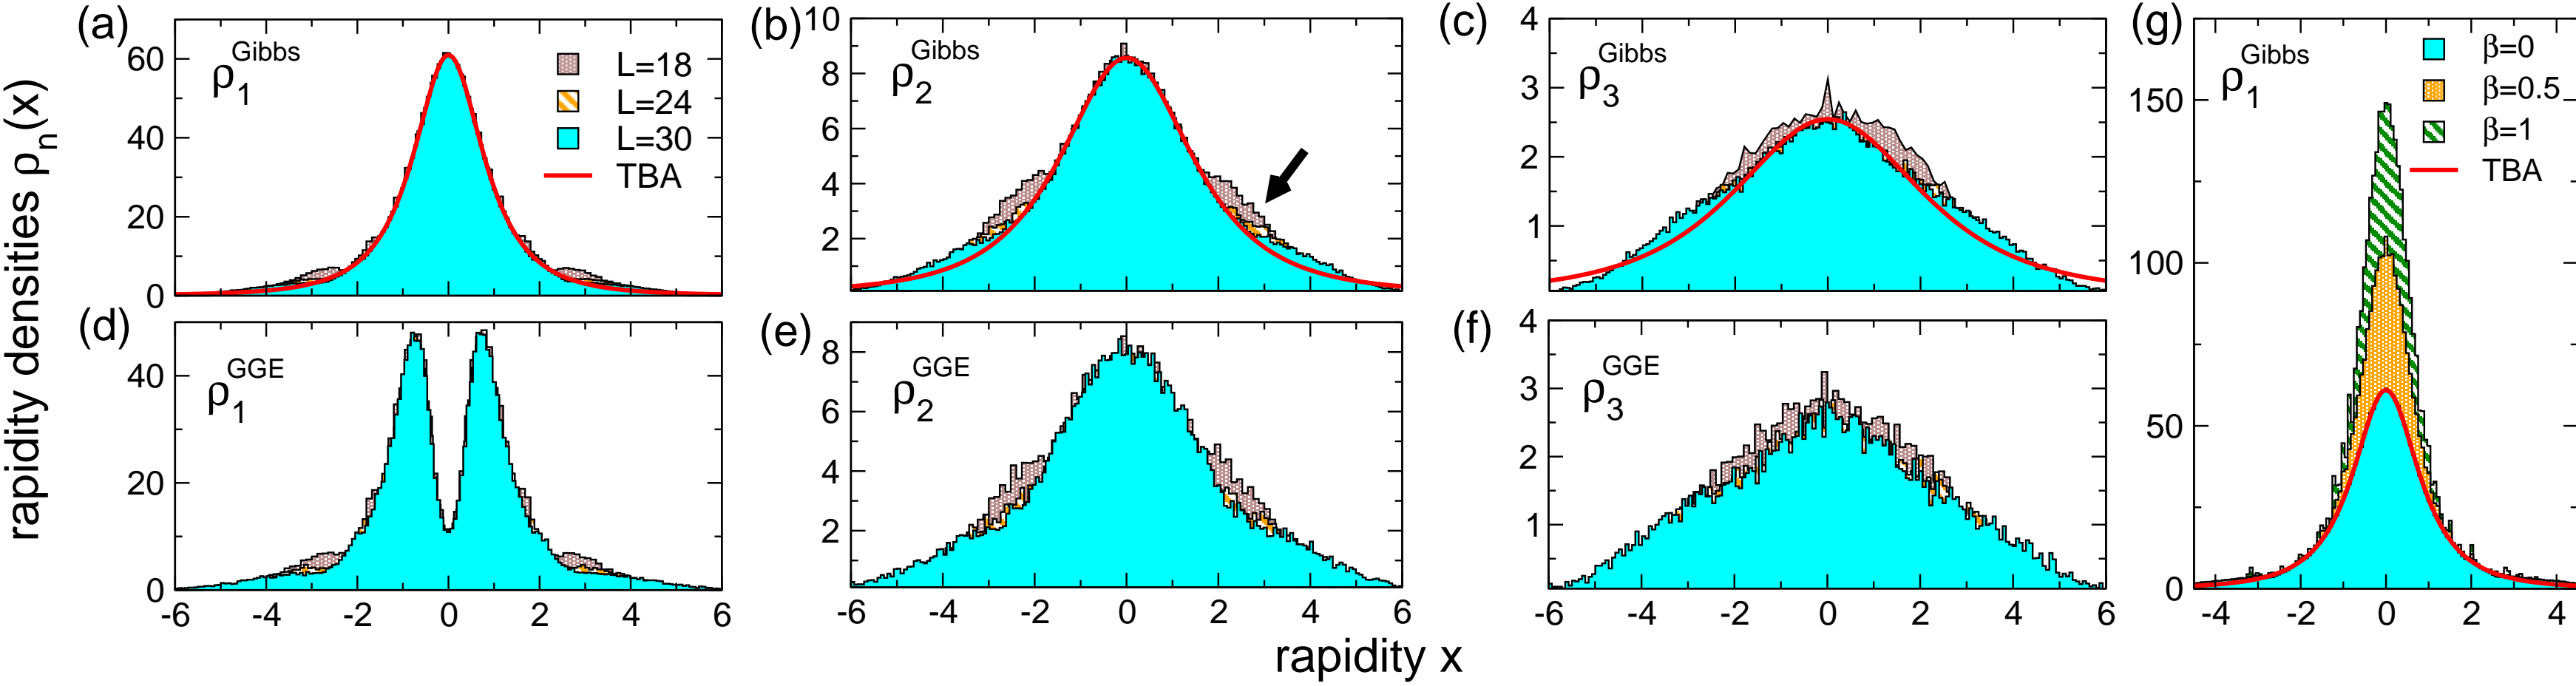 rapidity densities ρn(x)
(a)
ρ1Gibbs
L=18
L=24
L=30
TBA
60
40
20
0
(b)
ρ2Gibbs
10
8
6
4
2
(c)
ρ3Gibbs
4
3
2
1
(d)
ρ1GGE
40
20
0
-6 -4 -2 0 2 4 6
(e)
ρ2GGE
8
6
4
2
-6 -4 -2 0 2 4 6
(f)
ρ3GGE
4
3
2
1
-6 -4 -2 0 2 4 6
(g)
ρ1Gibbs
β=0
β=0.5
β=1
TBA
150
100
50
0
-4 -2 0 2 4
rapidity x